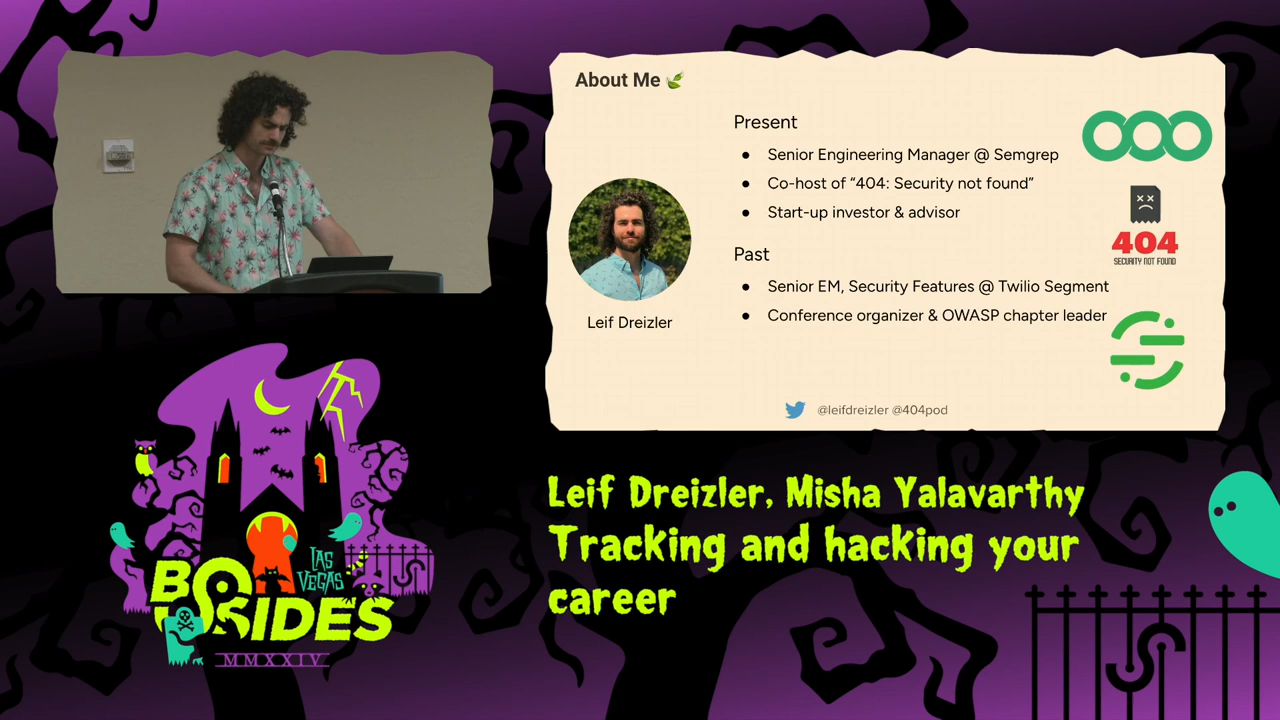 About Me
Present
● Senior Engineering Manager @ Semgrep
● Co-host of “404: Security not found”
● Start-up investor & advisor
Past
● Senior EM, Security Features @ Twilio Segment
● Conference organizer & OWASP chapter leader
Leif Dreizler
@leifdreizler @404pod
404
SECURITY NOT FOUND
Leif Dreizler, Misha Yalavarthy
Tracking and hacking your
career
LAS
VEGAS
BSIDES
MMXXIV